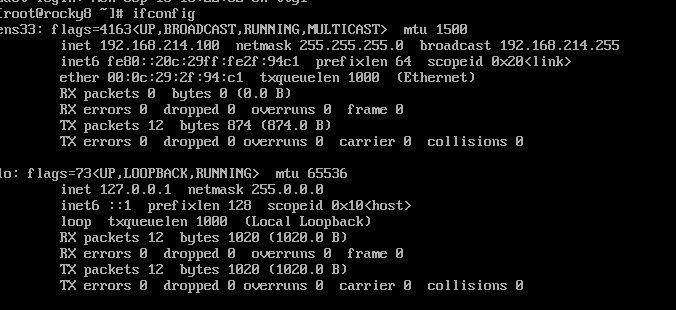 [root@rocky8 ~]# ifconfig
ens33: flags=4163<UP,BROADCAST,RUNNING,MULTICAST>  mtu 1500
        inet 192.168.214.100  netmask 255.255.255.0  broadcast 192.168.214.255
        inet6 fe80::20c:29ff:fe2f:94c1  prefixlen 64  scopeid 0x20<link>
        ether 00:0c:29:2f:94:c1  txqueuelen 1000  (Ethernet)
        RX packets 0  bytes 0 (0.0 B)
        RX errors 0  dropped 0  overruns 0  frame 0
        TX packets 12  bytes 874 (874.0 B)
        TX errors 0  dropped 0 overruns 0  carrier 0  collisions 0

lo: flags=73<UP,LOOPBACK,RUNNING>  mtu 65536
        inet 127.0.0.1  netmask 255.0.0.0
        inet6 ::1  prefixlen 128  scopeid 0x10<host>
        loop  txqueuelen 1000  (Local Loopback)
        RX packets 12  bytes 1020 (1020.0 B)
        RX errors 0  dropped 0  overruns 0  frame 0
        TX packets 12  bytes 1020 (1020.0 B)
        TX errors 0  dropped 0 overruns 0  carrier 0  collisions 0